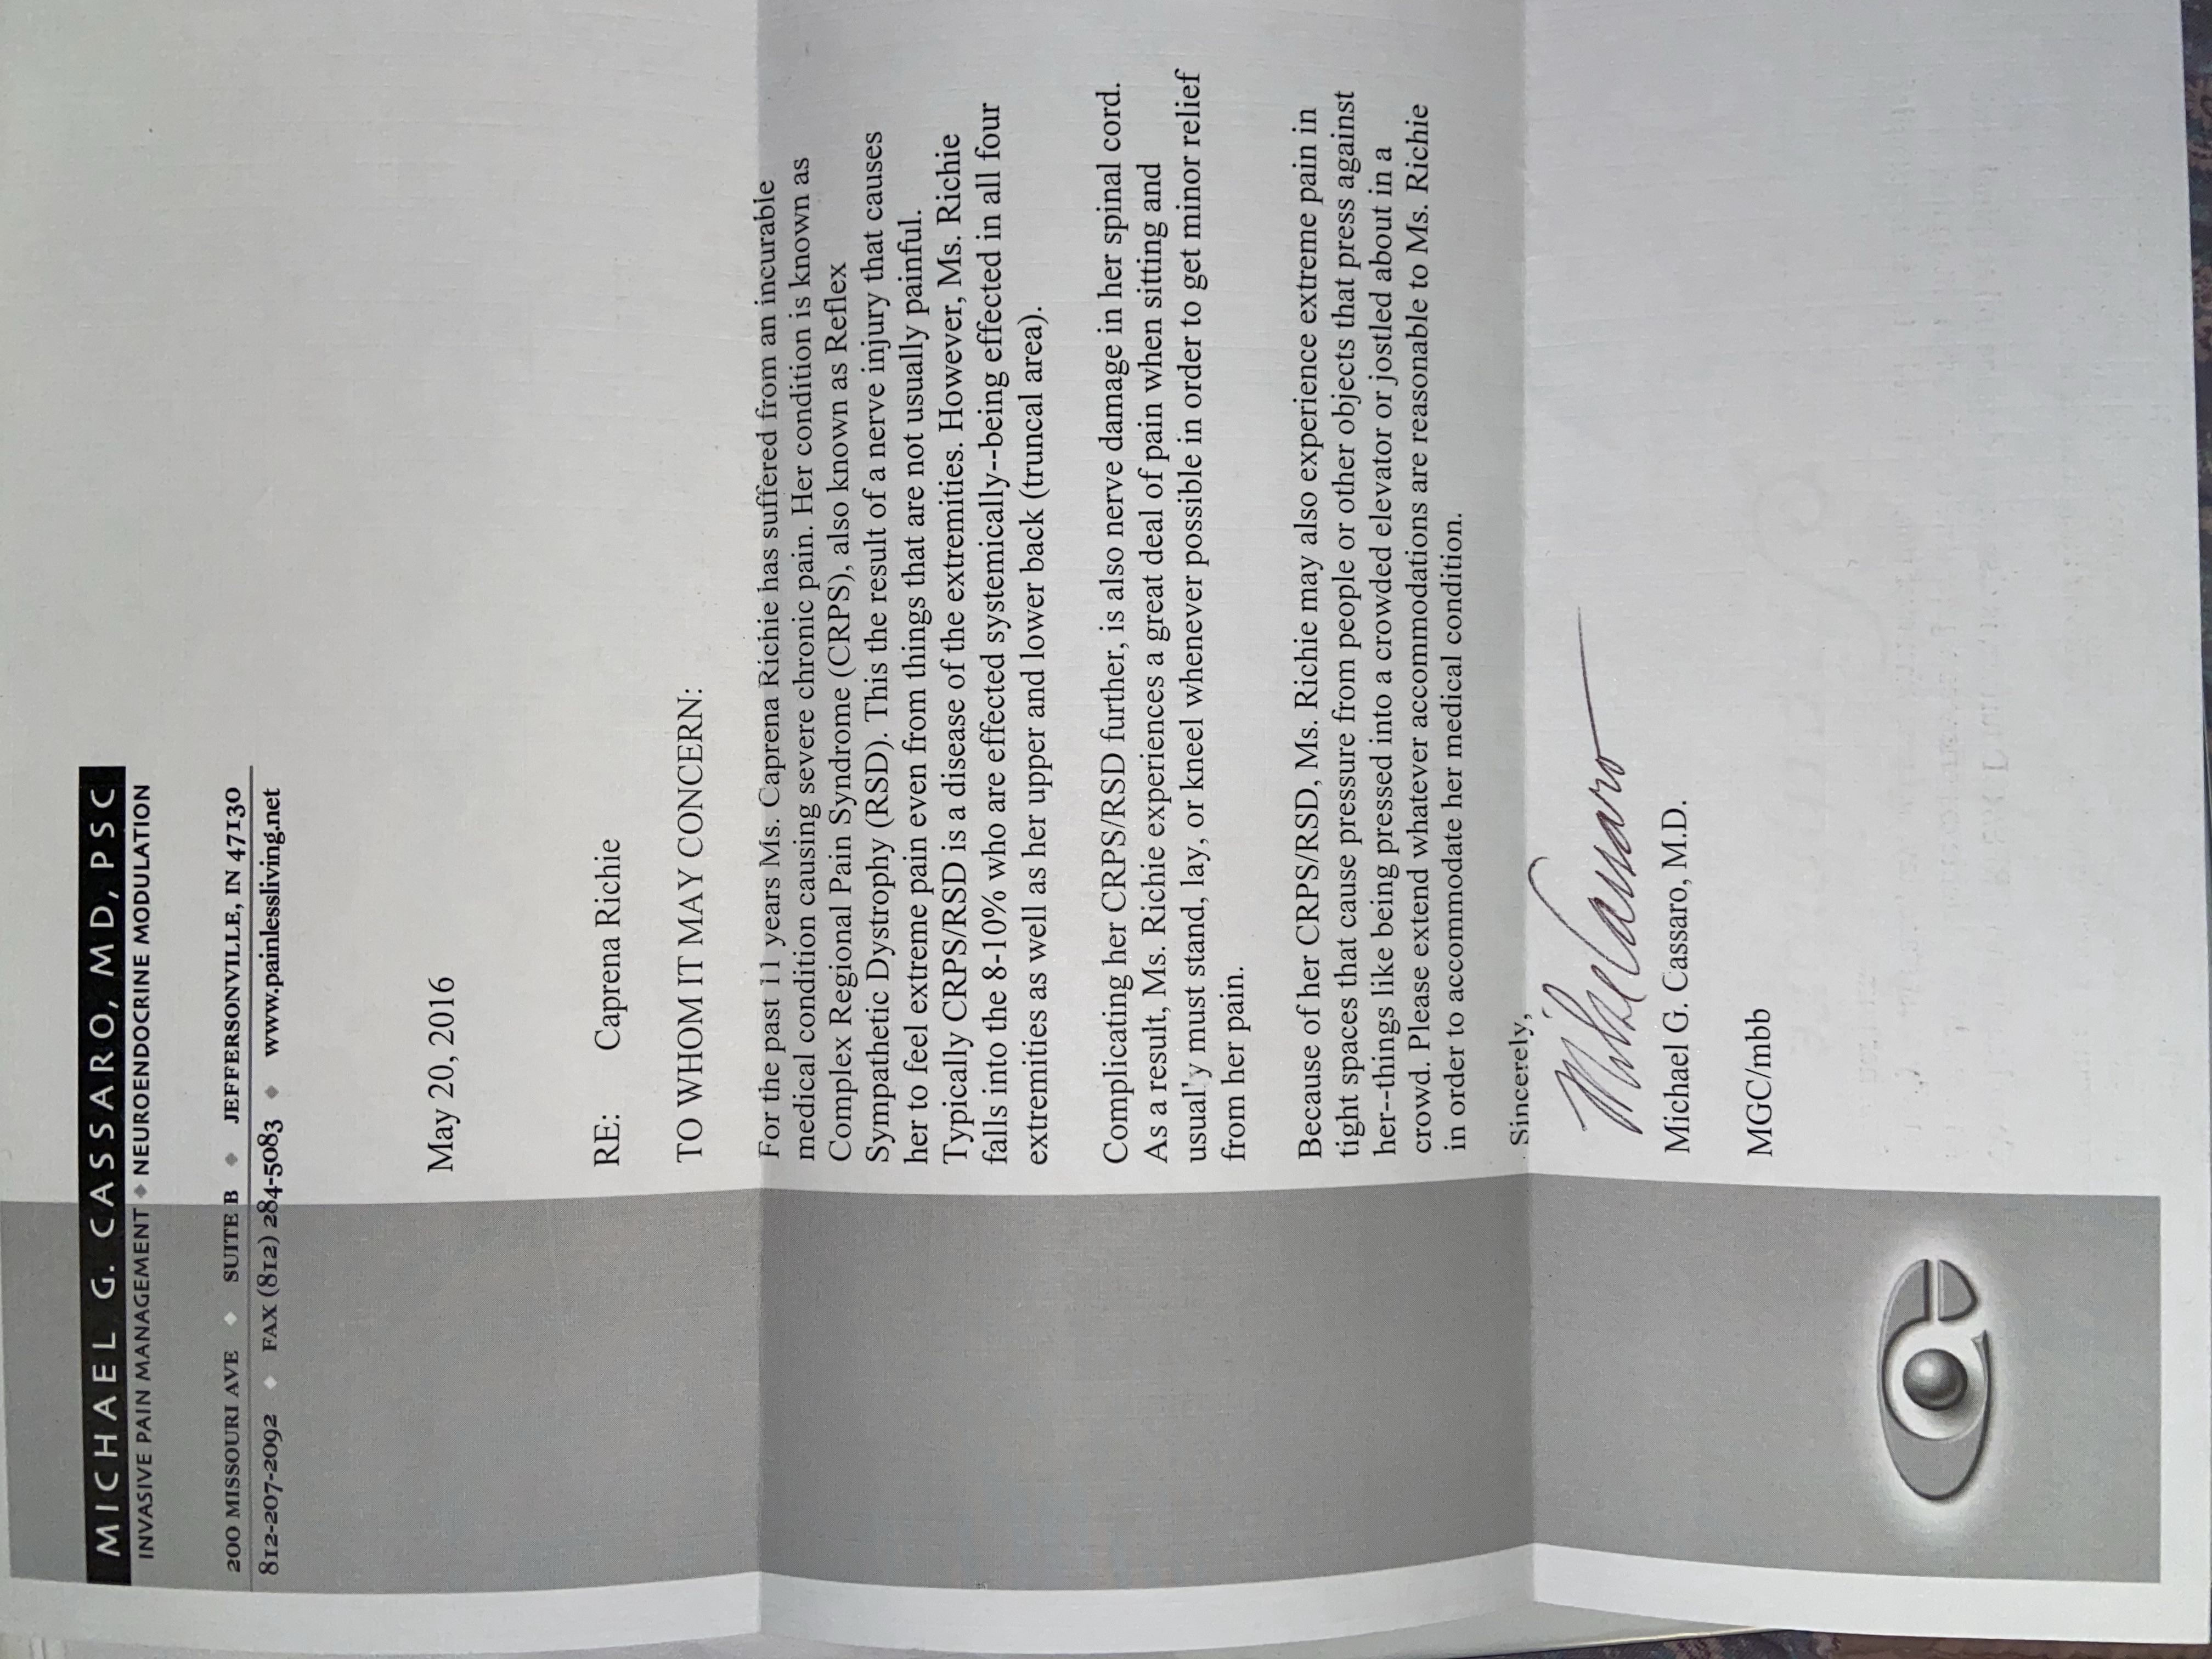 MICHAEL G. CASSARO, MD, PSC
INVASIVE PAIN MANAGEMENT ◆ NEUROENDOCRINE MODULATION
200 MISSOURI AVE ◆ SUITE B ◆ JEFFERSONVILLE, IN 47130
812-207-2092 ◆ FAX (812) 284-5083 ◆ www.painlessliving.net
May 20, 2016
RE: Caprena Richie
TO WHOM IT MAY CONCERN:
For the past 11 years Ms. Caprena Richie has suffered from an incurable
medical condition causing severe chronic pain. Her condition is known as
Complex Regional Pain Syndrome (CRPS), also known as Reflex
Sympathetic Dystrophy (RSD). This the result of a nerve injury that causes
her to feel extreme pain even from things that are not usually painful.
Typically CRPS/RSD is a disease of the extremities. However, Ms. Richie
falls into the 8-10% who are effected systemically--being effected in all four
extremities as well as her upper and lower back (truncal area).
Complicating her CRPS/RSD further, is also nerve damage in her spinal cord.
As a result, Ms. Richie experiences a great deal of pain when sitting and
usual'y must stand, lay, or kneel whenever possible in order to get minor relief
from her pain.
Because of her CRPS/RSD, Ms. Richie may also experience extreme pain in
tight spaces that cause pressure from people or other objects that press against
her--things like being pressed into a crowded elevator or jostled about in a
crowd. Please extend whatever accommodations are reasonable to Ms. Richie
in order to accommodate her medical condition.
Sincerely,
Mike Cassaro
Michael G. Cassaro, M.D.
MGC/mbb